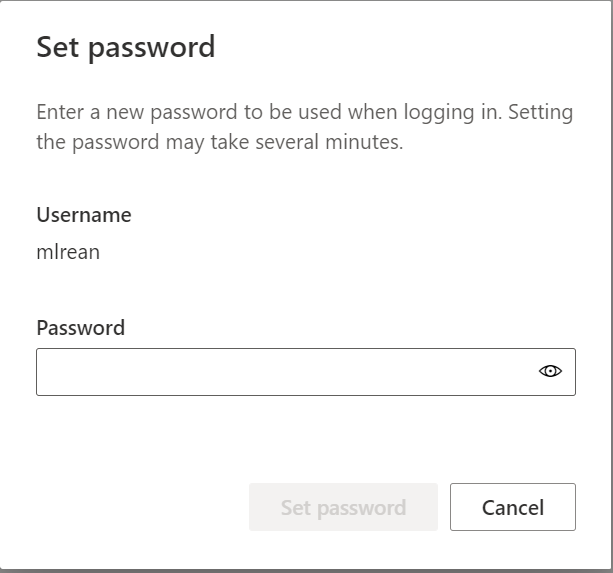 Set password
Enter a new password to be used when logging in. Setting
the password may take several minutes.
Username
mlrean
Password
Set password
Cancel